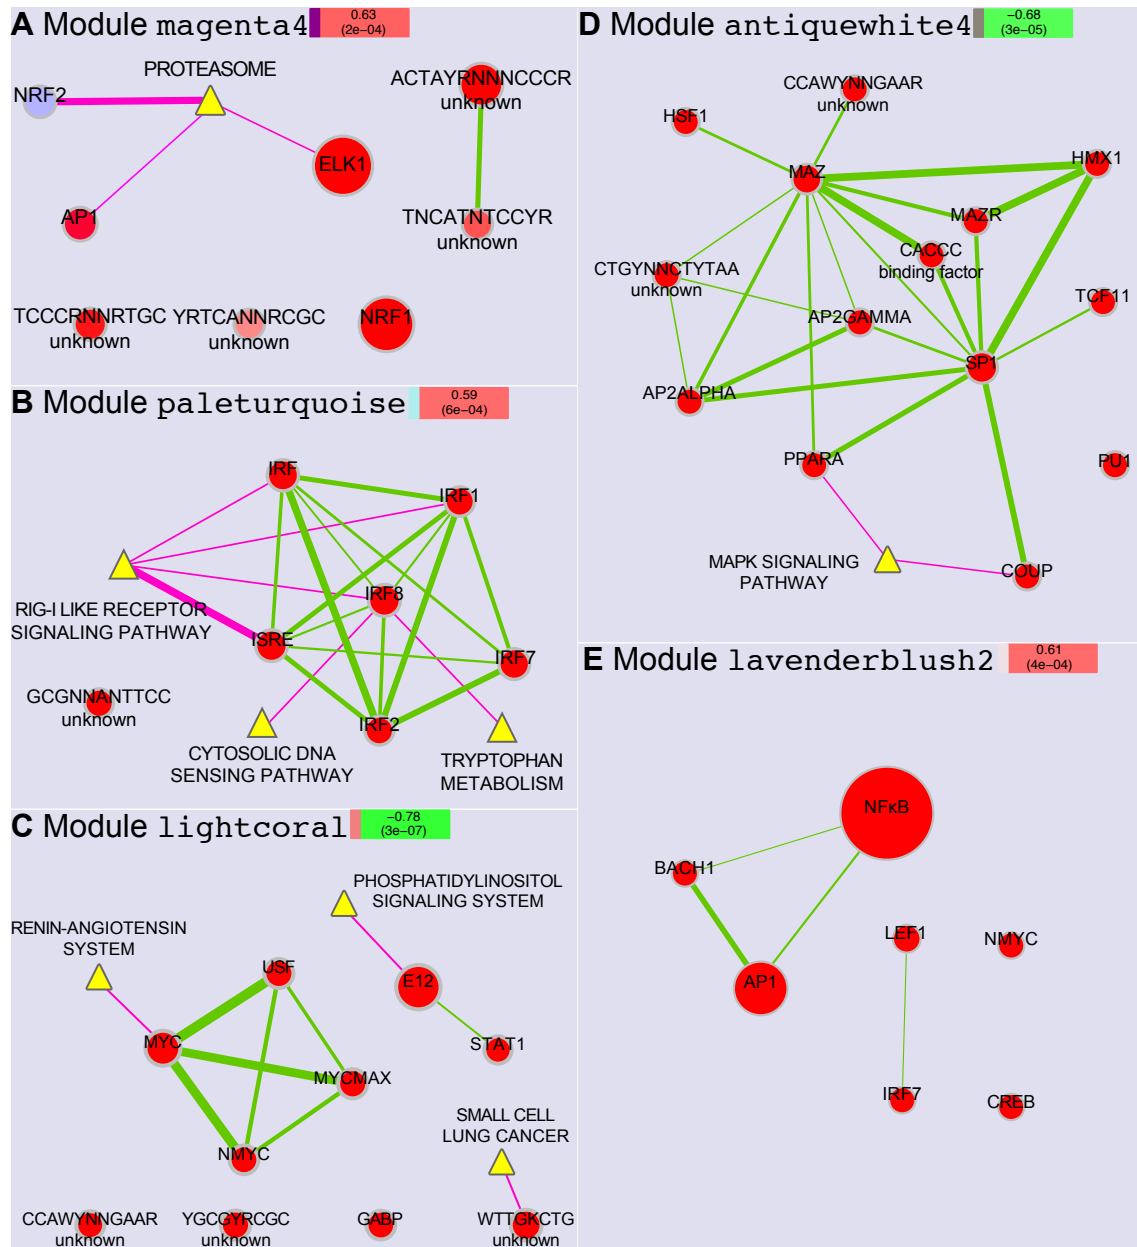 A Module magenta4
0.63
(2e−04)
PROTEASOME
NRF2
ACTAYRNNNCCCR
unknown
ELK1
AP1
TNCATNTCCYR
unknown
TCCCRNNRTGC
unknown
YRTCANNRCGC
unknown
NRF1
B Module paleturquoise
0.59
(6e−04)
IRF
IRF1
RIG-I LIKE RECEPTOR
SIGNALING PATHWAY
IRF8
ISRE
IRF7
GCGNNANTTCC
unknown
IRF2
CYTOSOLIC DNA
SENSING PATHWAY
TRYPTOPHAN
METABOLISM
C Module lightcoral
−0.78
(3e−07)
PHOSPHATIDYLINOSITOL
SIGNALING SYSTEM
RENIN-ANGIOTENSIN
SYSTEM
USF
E12
MYC
STAT1
MYCMAX
SMALL CELL
LUNG CANCER
NMYC
CCAWYNNGAAR
unknown
YGCGYRCGC
unknown
GABP
WTTGKCTG
unknown
D Module antiquewhite4
−0.68
(3e−05)
CCAWYNNGAAR
unknown
HSF1
MAZ
HMX1
MAZR
CACCC
binding factor
CTGYNNCTYTAA
unknown
TCF11
AP2GAMMA
SP1
AP2ALPHA
PPARA
PU1
MAPK SIGNALING
PATHWAY
COUP
E Module lavenderblush2
0.61
(4e−04)
NFκB
BACH1
LEF1
NMYC
AP1
IRF7
CREB